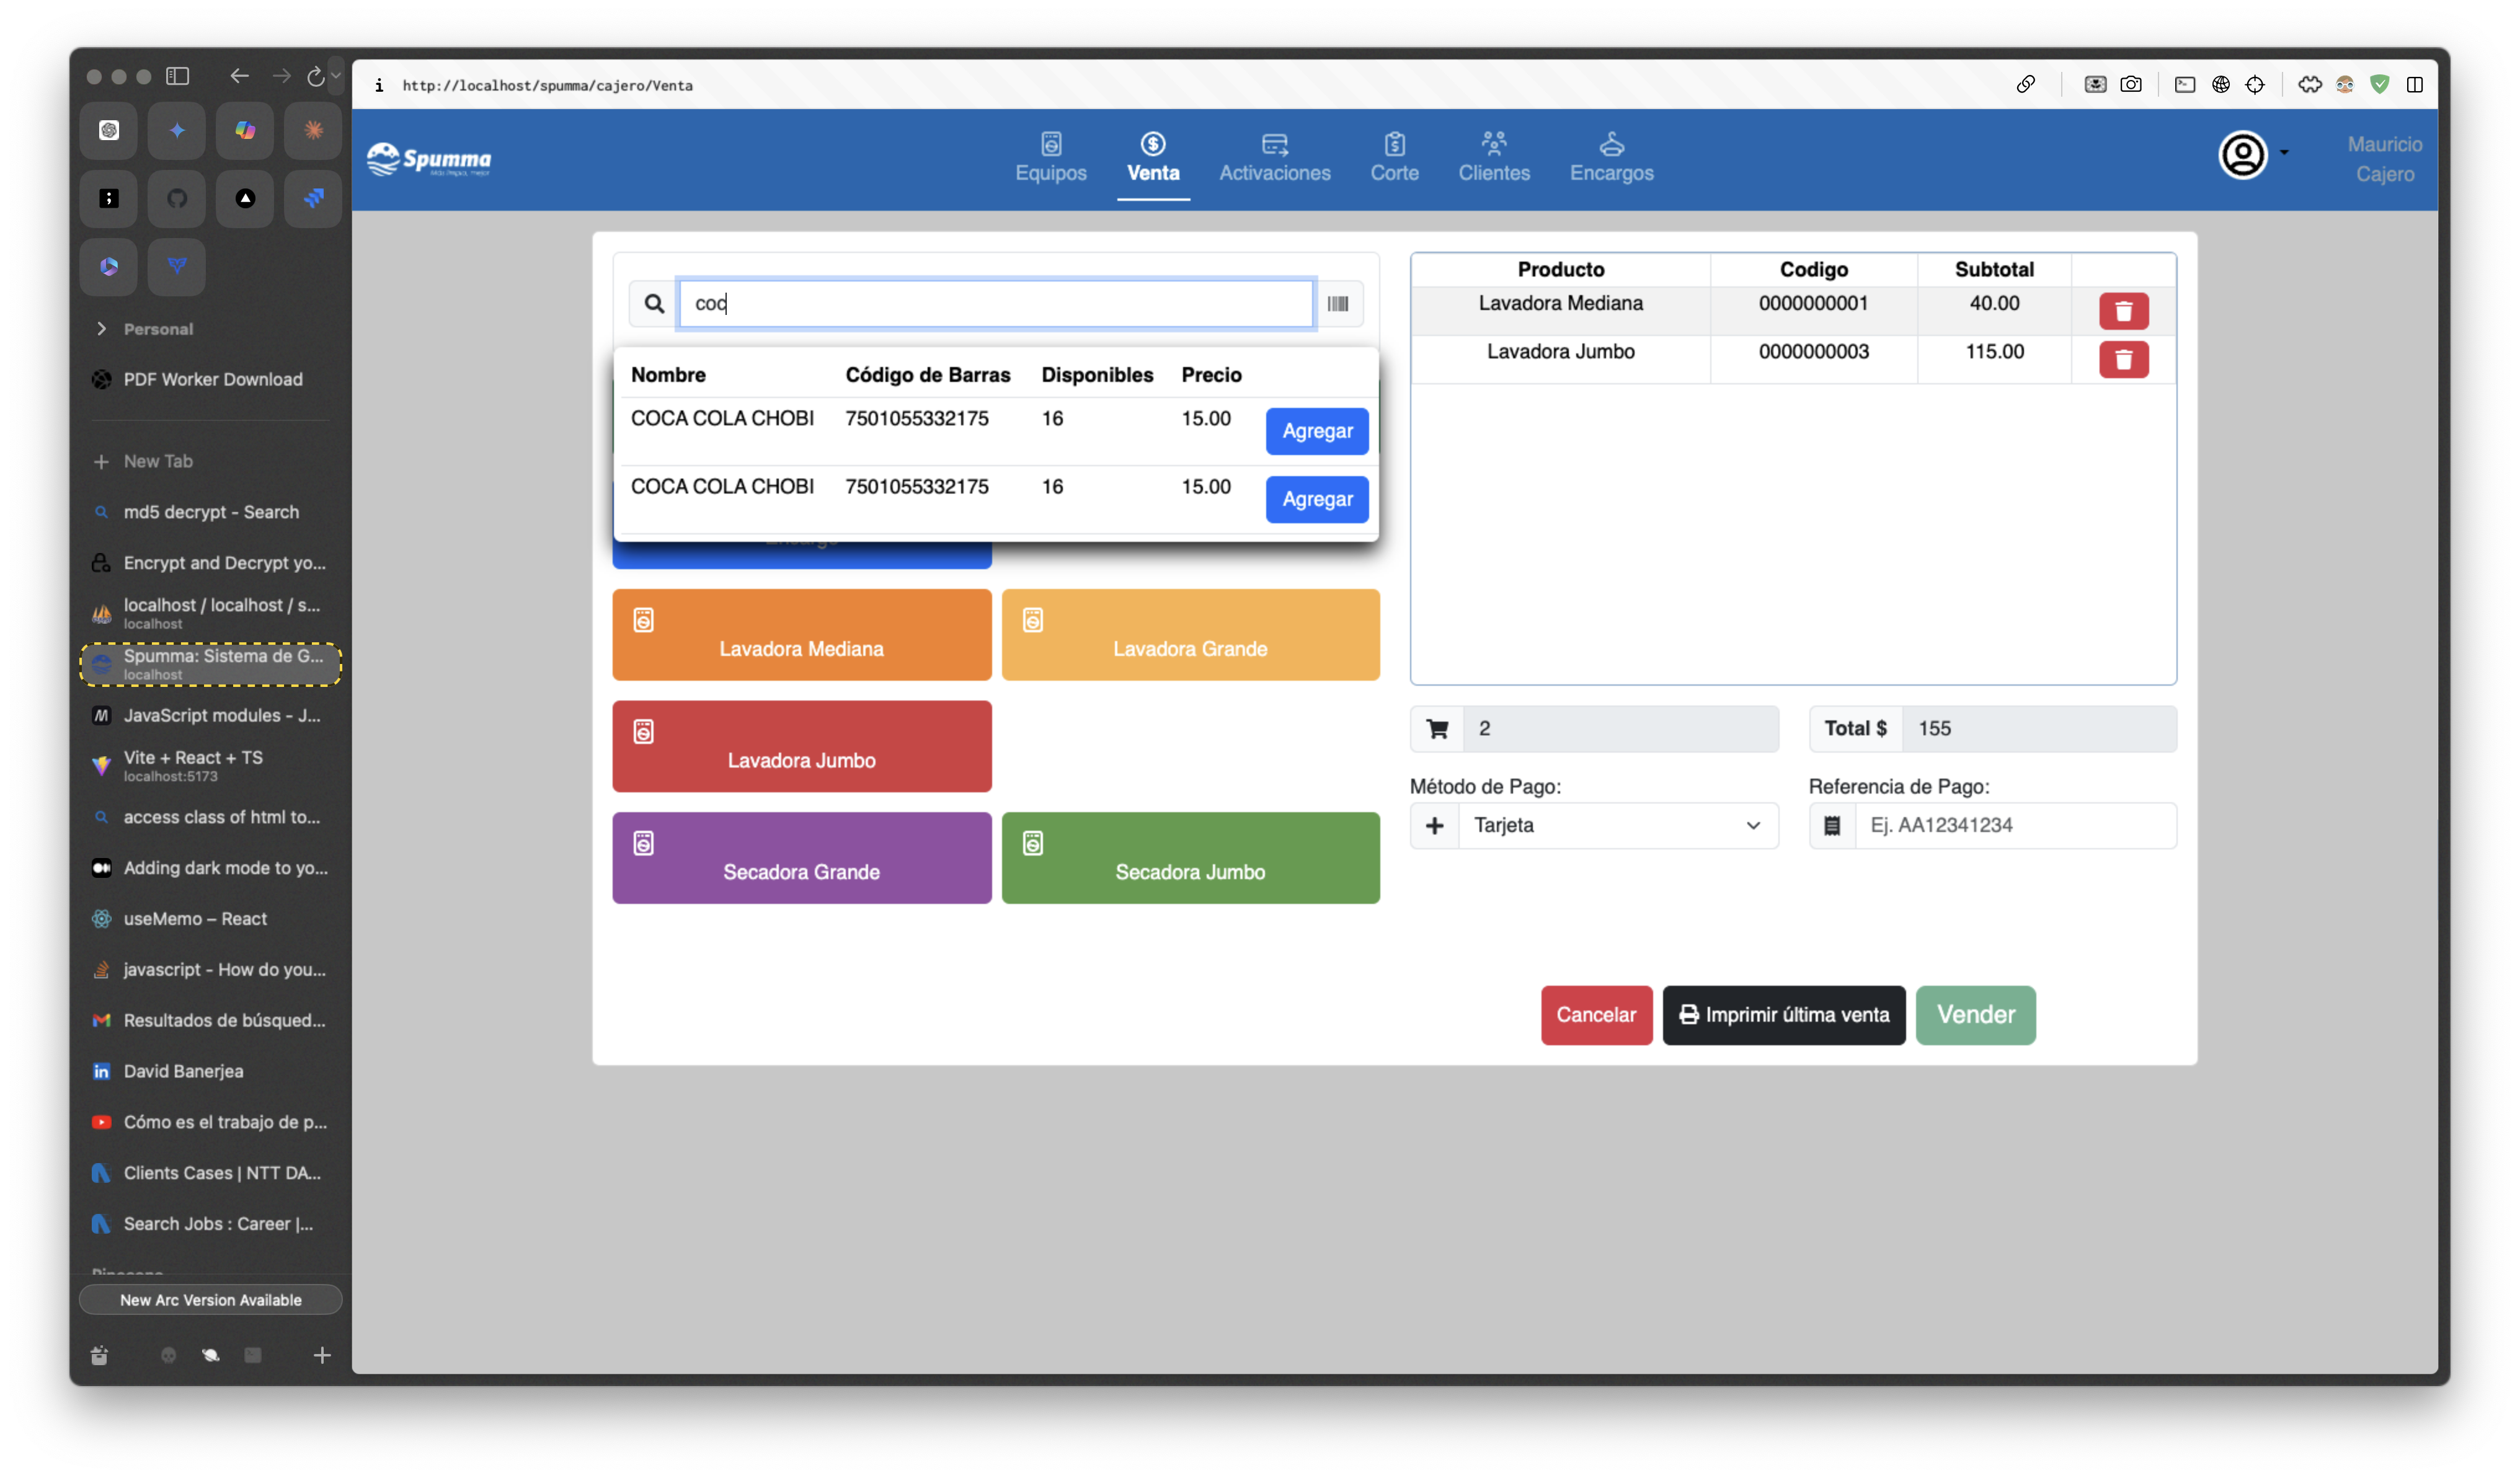 http://localhost/spumma/cajero/Venta
Personal
PDF Worker Download
New Tab
md5 decrypt - Search
Encrypt and Decrypt yo...
localhost / localhost / s...
localhost
Spumma: Sistema de G...
localhost
JavaScript modules - J...
Vite + React + TS
localhost:5173
access class of html to...
Adding dark mode to yo...
useMemo – React
javascript - How do you...
Resultados de búsqued...
David Banerjea
Cómo es el trabajo de p...
Clients Cases | NTT DA...
Search Jobs : Career |...
New Arc Version Available
Spumma
Equipos
Venta
Activaciones
Corte
Clientes
Encargos
Mauricio
Cajero
coc
Nombre Código de Barras Disponibles Precio
COCA COLA CHOBI 7501055332175 16 15.00 Agregar
COCA COLA CHOBI 7501055332175 16 15.00 Agregar
Lavadora Mediana
Lavadora Grande
Lavadora Jumbo
Secadora Grande
Secadora Jumbo
Producto Codigo Subtotal
Lavadora Mediana 0000000001 40.00
Lavadora Jumbo 0000000003 115.00
2
Total $ 155
Método de Pago:
Tarjeta
Referencia de Pago:
Ej. AA12341234
Cancelar
Imprimir última venta
Vender